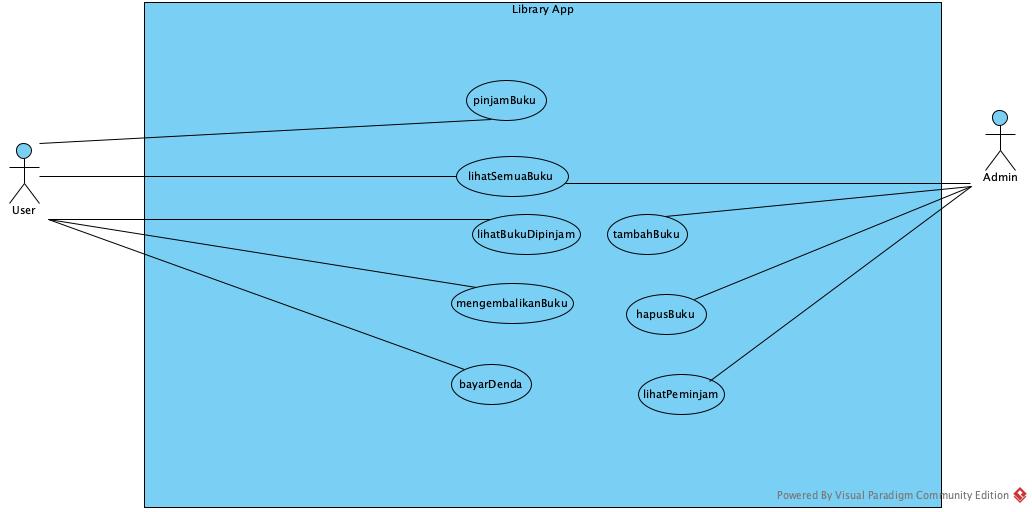 Library App
pinjamBuku
lihatSemuaBuku
User
Admin
lihatBukuDipinjam
tambahBuku
mengembalikanBuku
hapusBuku
bayarDenda
lihatPeminjam
Powered By Visual Paradigm Community Edition